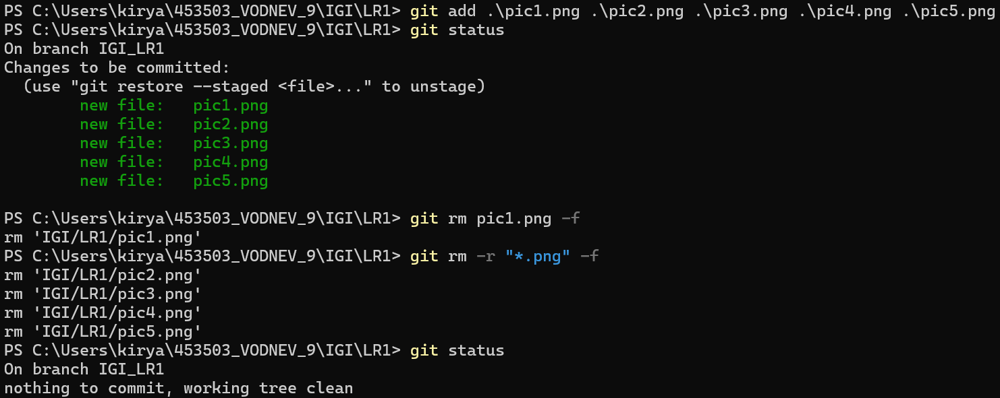 PS C:\Users\kirya\453503_VODNEV_9\IGI\LR1> git add .\pic1.png .\pic2.png .\pic3.png .\pic4.png .\pic5.png
PS C:\Users\kirya\453503_VODNEV_9\IGI\LR1> git status
On branch IGI_LR1
Changes to be committed:
  (use "git restore --staged <file>..." to unstage)
        new file:   pic1.png
        new file:   pic2.png
        new file:   pic3.png
        new file:   pic4.png
        new file:   pic5.png
PS C:\Users\kirya\453503_VODNEV_9\IGI\LR1> git rm pic1.png -f
rm 'IGI/LR1/pic1.png'
PS C:\Users\kirya\453503_VODNEV_9\IGI\LR1> git rm -r "*.png" -f
rm 'IGI/LR1/pic2.png'
rm 'IGI/LR1/pic3.png'
rm 'IGI/LR1/pic4.png'
rm 'IGI/LR1/pic5.png'
PS C:\Users\kirya\453503_VODNEV_9\IGI\LR1> git status
On branch IGI_LR1
nothing to commit, working tree clean